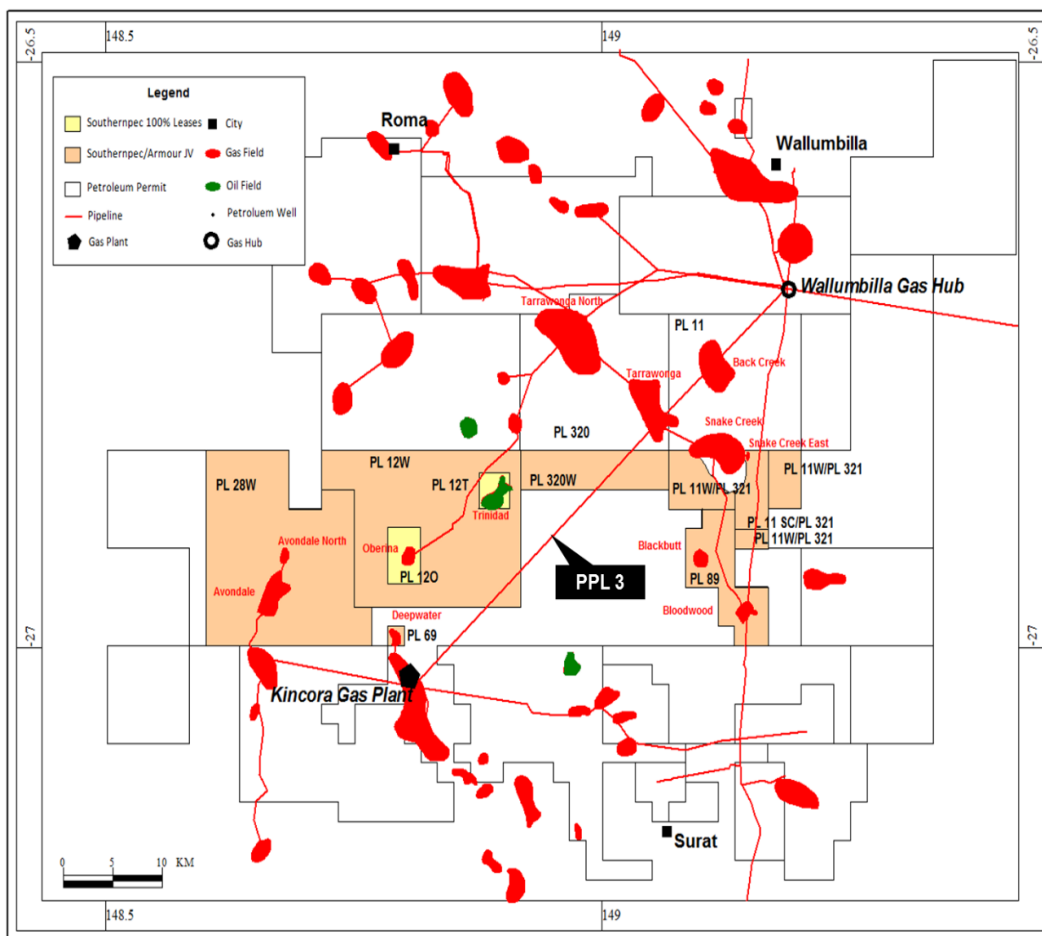 148.5
149
-26.5
-26.5
Legend
Southernpec 100% Leases
City
Southernpec/Armour JV
Gas Field
Petroleum Permit
Oil Field
Pipeline
Petroluem Well
Gas Plant
Gas Hub
Roma
Wallumbilla
Wallumbilla Gas Hub
Tarrawonga North
PL 11
Back Creek
Tarrawonga
Snake Creek
PL 320
Snake Creek East
PL 12W
PL 11W/PL 321
PL 28W
PL 12T
PL 320W
PL 11W/PL 321
Trinidad
PL 11 SC/PL 321
PL 11W/PL 321
Avondale North
Oberina
Blackbutt
PL 12O
PPL 3
PL 89
Avondale
Bloodwood
Deepwater
PL 69
-27
-27
Kincora Gas Plant
Surat
0
5
10
KM
148.5
149